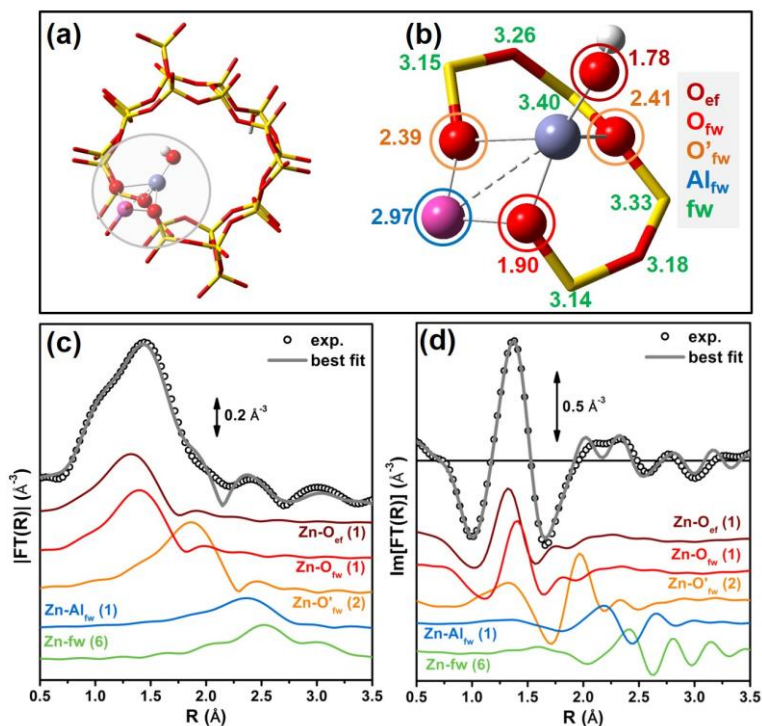 (a)
(b)
3.26
3.15
1.78
3.40
2.41
2.39
2.97
1.90
3.33
3.18
3.14
O_ef
O_fw
O'_fw
Al_fw
fw
(c)
exp.
best fit
0.2 Å⁻³
Zn-O_ef (1)
Zn-O_fw (1)
Zn-O'_fw (2)
Zn-Al_fw (1)
Zn-fw (6)
|FT(R)| (Å⁻³)
0.5 1.0 1.5 2.0 2.5 3.0 3.5
R (Å)
(d)
exp.
best fit
0.5 Å⁻³
Zn-O_ef (1)
Zn-O_fw (1)
Zn-O'_fw (2)
Zn-Al_fw (1)
Zn-fw (6)
Im[FT(R)] (Å⁻³)
0.5 1.0 1.5 2.0 2.5 3.0 3.5
R (Å)